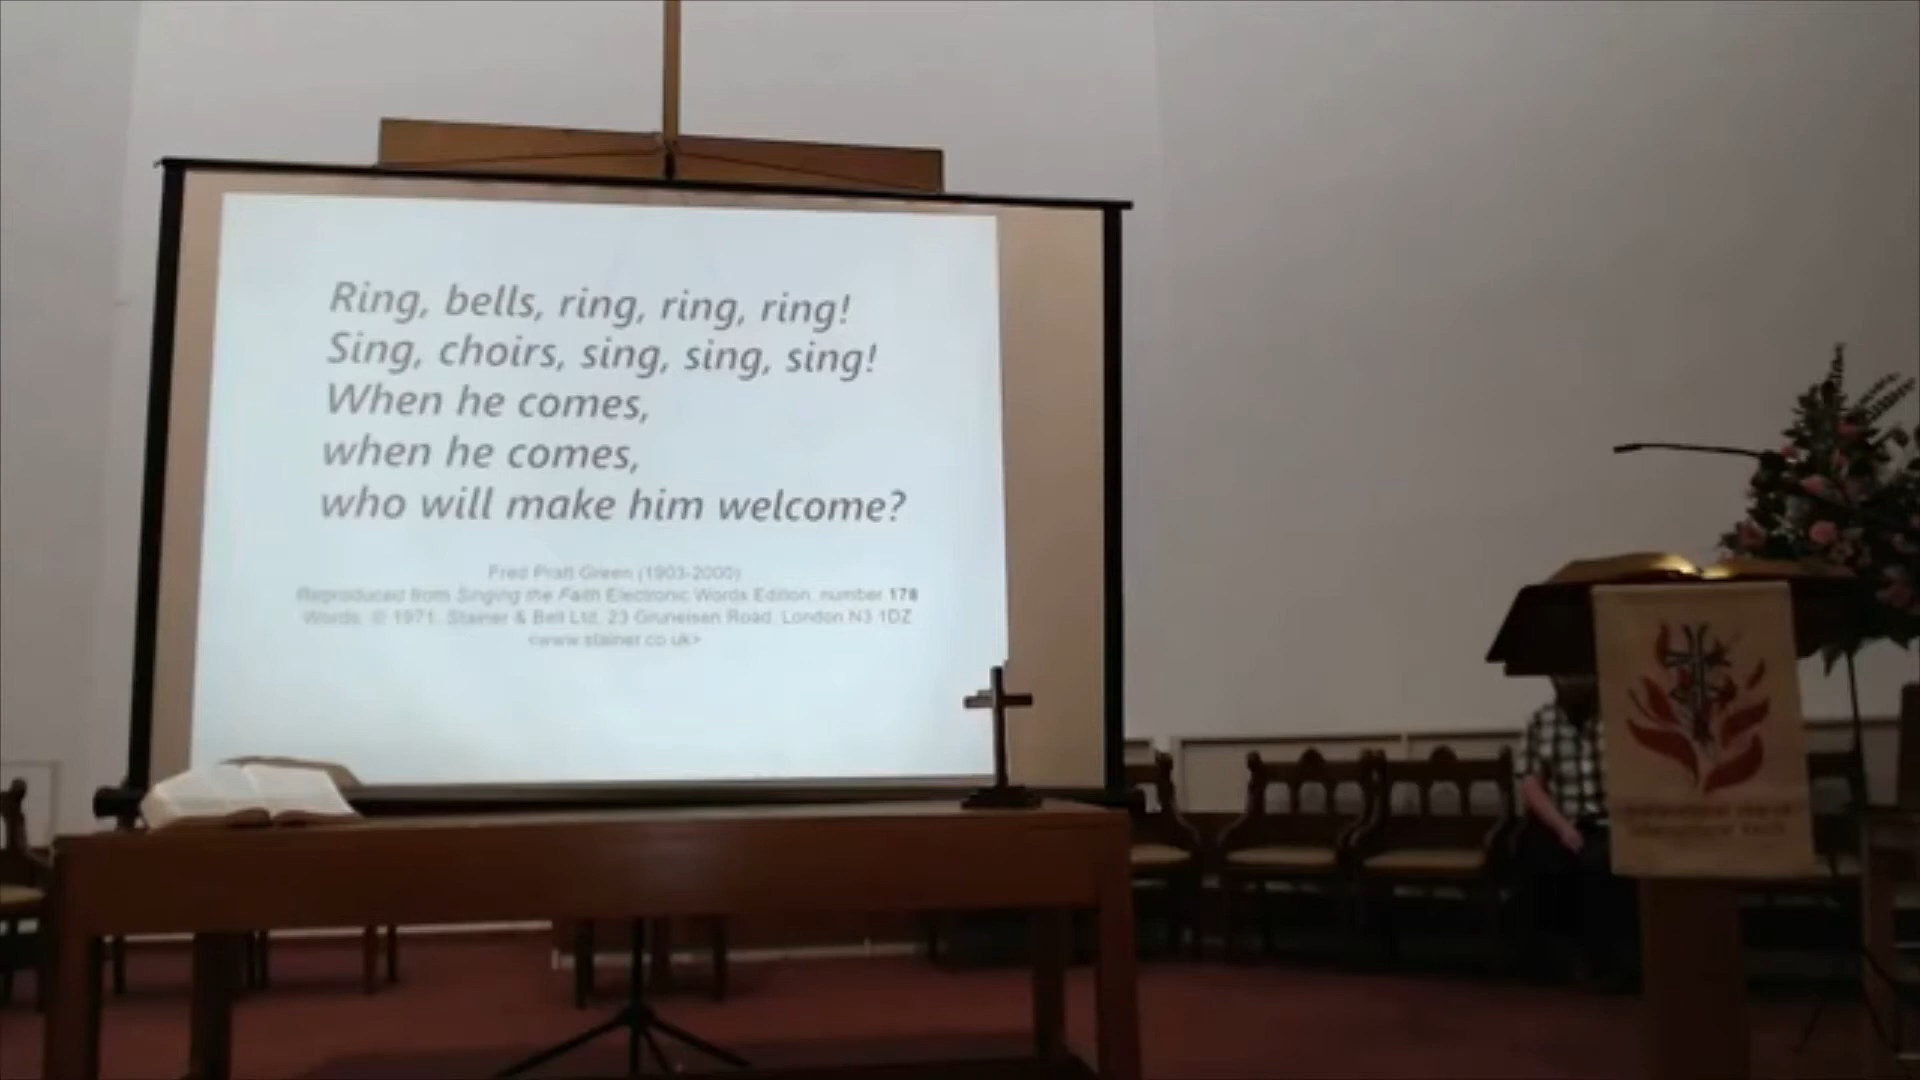 Ring, bells, ring, ring, ring!
Sing, choirs, sing, sing, sing!
When he comes,
when he comes,
who will make him welcome?
Fred Pratt Green (1903-2000)
Reproduced from Singing the Faith Electronic Words Edition, number 178
Words: © 1971, Stainer & Bell Ltd, 23 Gruneisen Road, London N3 1DZ
<www.stainer.co.uk>